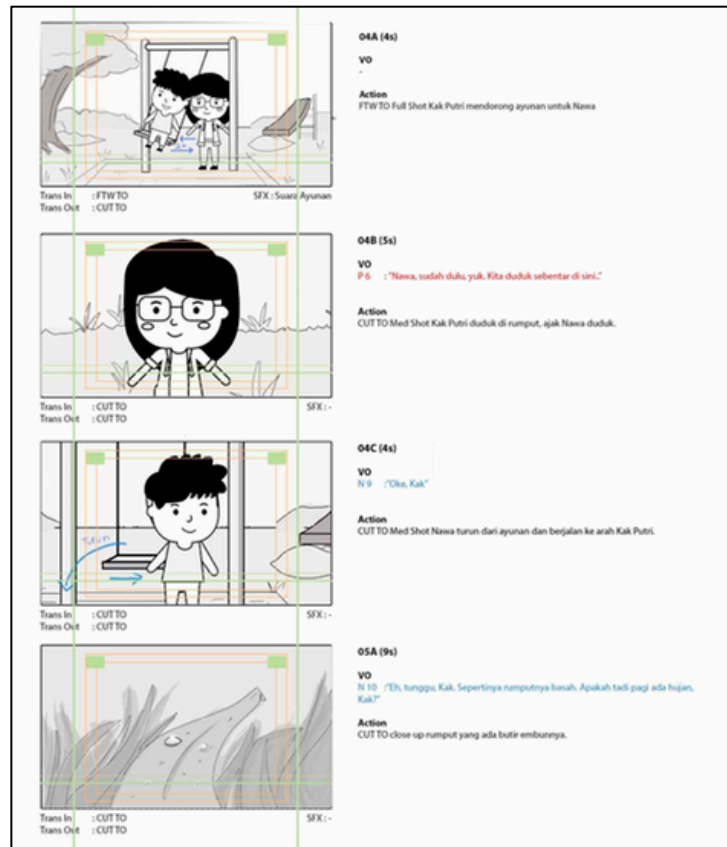 04A (4s)
VO
-
Action
FTW TO Full Shot Kak Putri mendorong ayunan untuk Nawa
Trans In : FTW TO SFX : Suara Ayunan
Trans Out : CUT TO
04B (5s)
VO
P 6 : "Nawa, sudah dulu, yuk. Kita duduk sebentar di sini.."
Action
CUT TO Med Shot Kak Putri duduk di rumput, ajak Nawa duduk.
Trans In : CUT TO SFX : -
Trans Out : CUT TO
04C (4s)
VO
N 9 : "Oke, Kak"
Action
CUT TO Med Shot Nawa turun dari ayunan dan berjalan ke arah Kak Putri.
Turun
Trans In : CUT TO SFX : -
Trans Out : CUT TO
05A (9s)
VO
N 10 : "Eh, tunggu, Kak. Sepertinya rumputnya basah. Apakah tadi pagi ada hujan,
Kak?"
Action
CUT TO close up rumput yang ada butir embunnya.
Trans In : CUT TO SFX : -
Trans Out : CUT TO